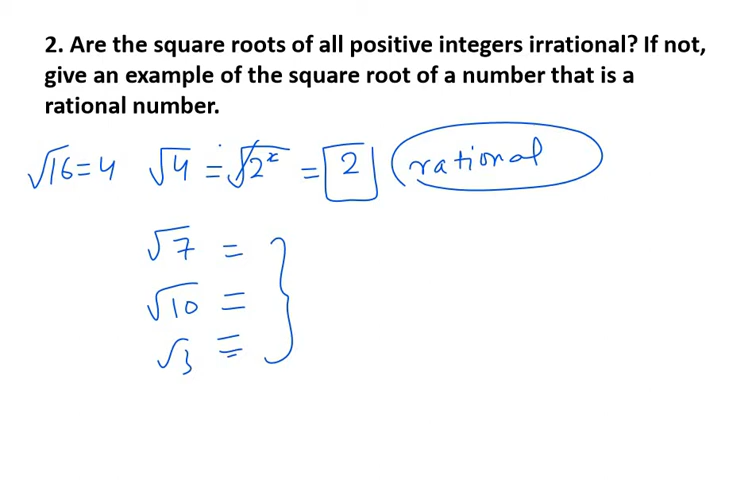 2. Are the square roots of all positive integers irrational? If not,
give an example of the square root of a number that is a
rational number.
√16 = 4 √4 = √2² = 2 rational
√7 =
√10 =
√3 =